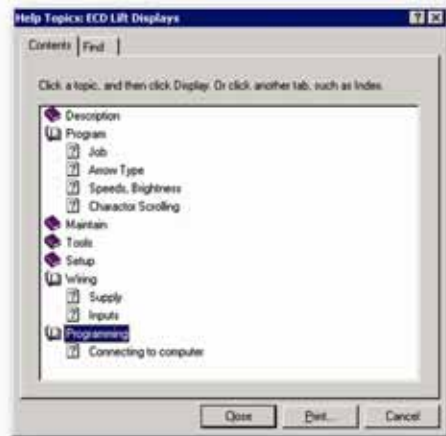 Help Topics: ECD Lift Displays
Contents Find
Click a topic, and then click Display. Or click another tab, such as Index.
Description
Program
Job
Arrow Type
Speeds, Brightness
Charactor Scrolling
Maintain
Tools
Setup
Wiring
Supply
Inputs
Programming
Connecting to computer
Close Print... Cancel